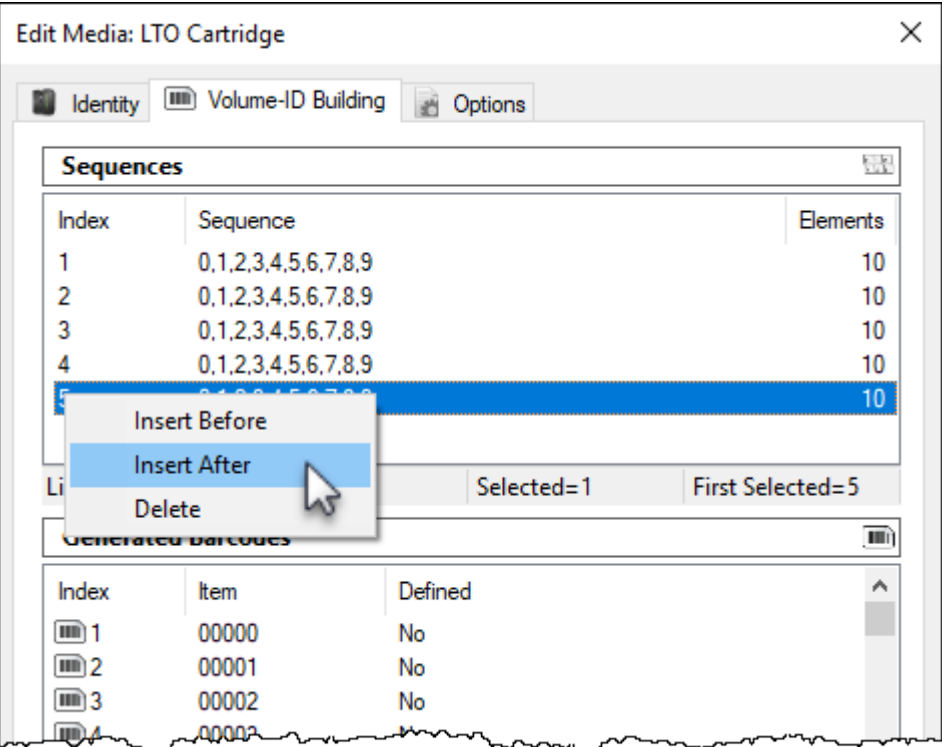 Edit Media: LTO Cartridge
Identity Volume-ID Building Options
Sequences
Index Sequence Elements
1 0,1,2,3,4,5,6,7,8,9 10
2 0,1,2,3,4,5,6,7,8,9 10
3 0,1,2,3,4,5,6,7,8,9 10
4 0,1,2,3,4,5,6,7,8,9 10
5 10
Insert Before
Insert After
Selected=1 First Selected=5
Delete
Generated Barcodes
Index Item Defined
1 00000 No
2 00001 No
3 00002 No
4